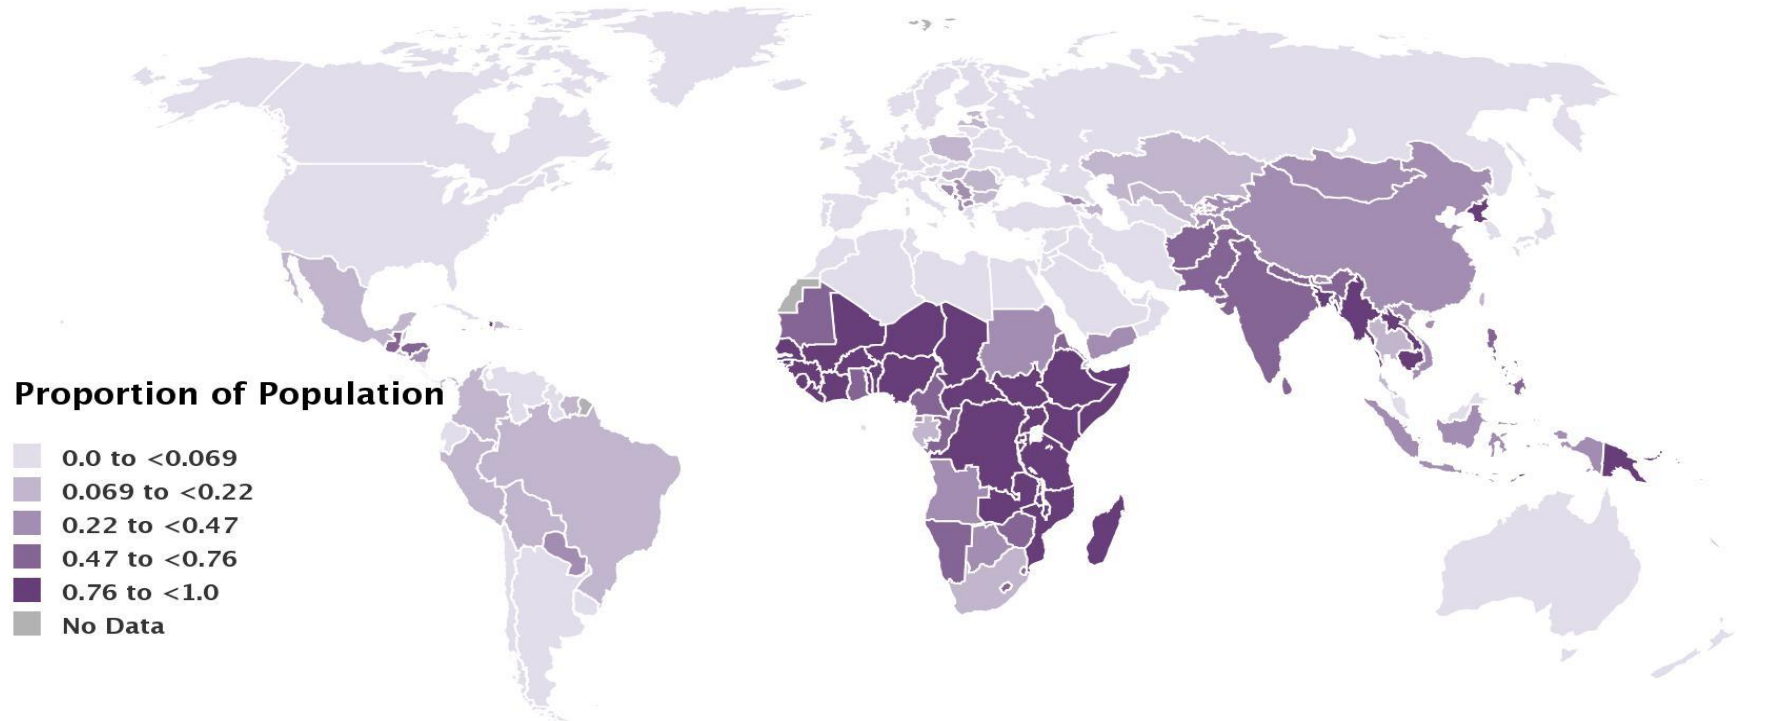 Proportion of Population
0.0 to <0.069
0.069 to <0.22
0.22 to <0.47
0.47 to <0.76
0.76 to <1.0
No Data